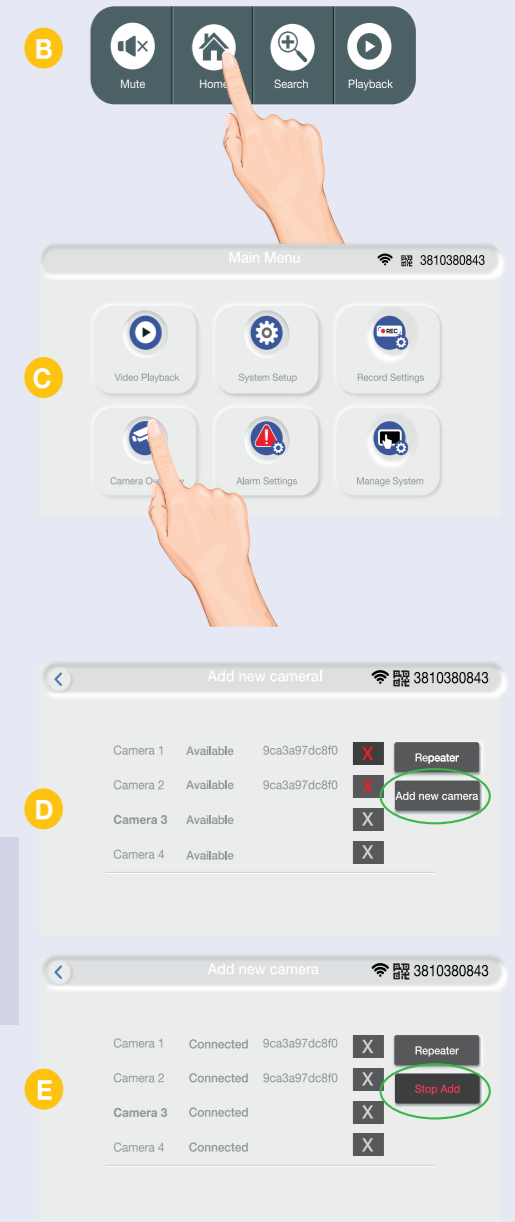 B
Mute Home Search Playback
Main Menu 3810380843
C
Video Playback System Setup Record Settings
Camera Ov w Alarm Settings Manage System
Add new cameral 3810380843
D
Camera 1 Available 9ca3a97dc8f0 X Repeater
Camera 2 Available 9ca3a97dc8f0 X Add new camera
Camera 3 Available X
Camera 4 Available X
Add new camera 3810380843
E
Camera 1 Connected 9ca3a97dc8f0 X Repeater
Camera 2 Connected 9ca3a97dc8f0 X Stop Add
Camera 3 Connected X
Camera 4 Connected X